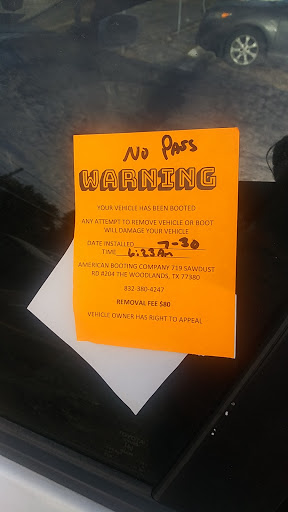 No Pass
WARNING
YOUR VEHICLE HAS BEEN BOOTED
ANY ATTEMPT TO REMOVE VEHICLE OR BOOT
WILL DAMAGE YOUR VEHICLE
DATE INSTALLED 7-30
TIME 6:23Am
AMERICAN BOOTING COMPANY 719 SAWDUST
RD #204 THE WOODLANDS, TX 77380
832-380-4247
REMOVAL FEE $80
VEHICLE OWNER HAS RIGHT TO APPEAL